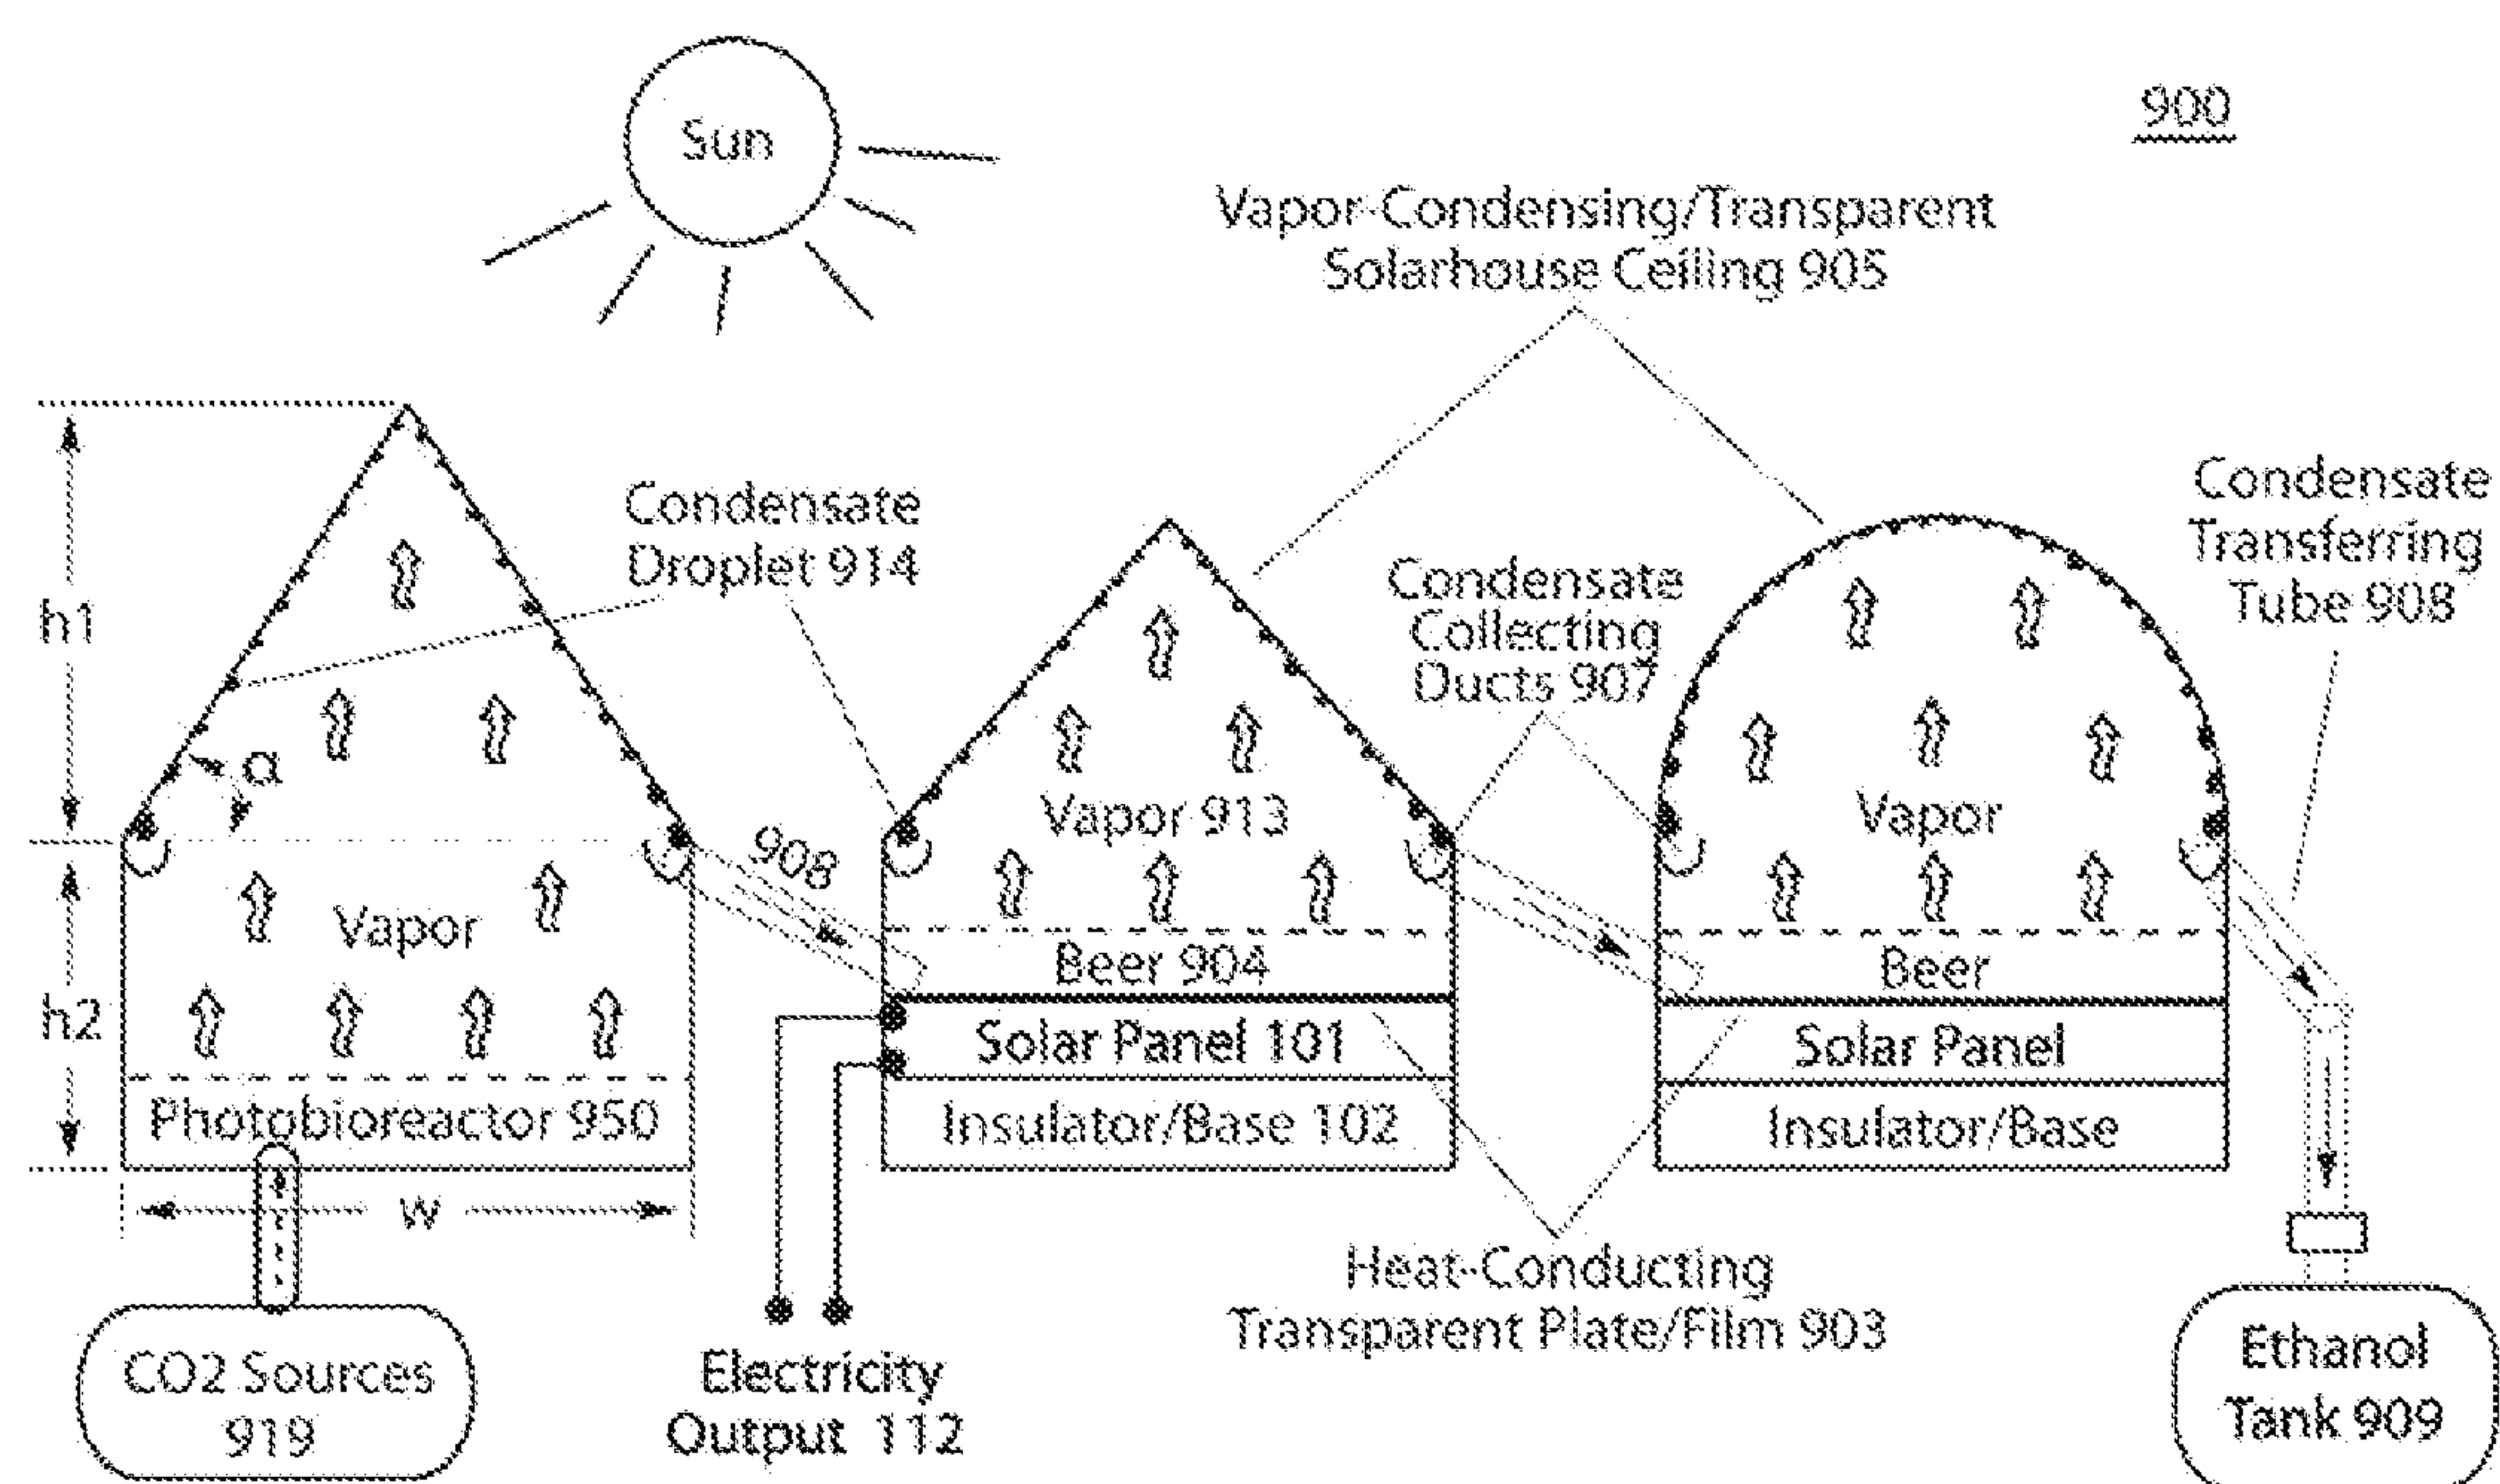 Sun
900
Vapor-Condensing/Transparent
Solarhouse Ceiling 905
Condensate
Droplet 914
Condensate
Collecting
Ducts 907
Condensate
Transferring
Tube 908
h1
α
h2
w
908
Vapor
Photobioreactor 950
Vapor 913
Beer 904
Solar Panel 101
Insulator/Base 102
Vapor
Beer
Solar Panel
Insulator/Base
CO2 Sources
919
Electricity
Output 112
Heat-Conducting
Transparent Plate/Film 903
Ethanol
Tank 909